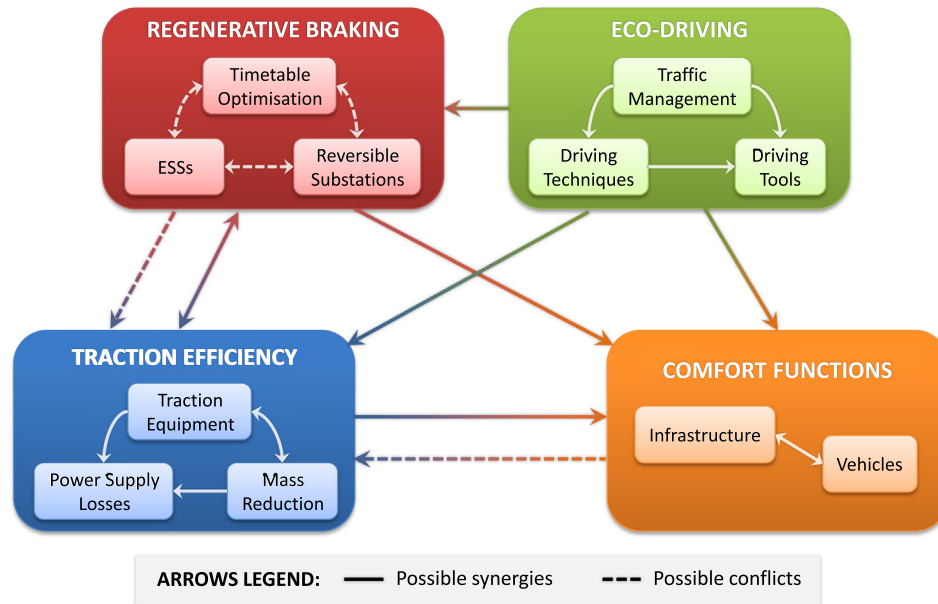 REGENERATIVE BRAKING
Timetable
Optimisation
ESSs
Reversible
Substations
ECO-DRIVING
Traffic
Management
Driving
Techniques
Driving
Tools
TRACTION EFFICIENCY
Traction
Equipment
Power Supply
Losses
Mass
Reduction
COMFORT FUNCTIONS
Infrastructure
Vehicles
ARROWS LEGEND: Possible synergies Possible conflicts